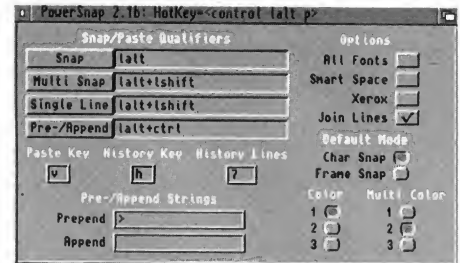 PowerSnap 2.1b: HotKey=<control lalt p>
Snap/Paste Qualifiers
Snap lalt
Multi Snap lalt+lshift
Single Line lalt+lshift
Pre-/Append lalt+ctrl
Paste Key History Key History Lines
v h 7
Pre-/Append Strings
Prepend >
Append
Options
All Fonts
Smart Space
Xerox
Join Lines
Default Mode
Char Snap
Frame Snap
Color Multi Color
1 1
2 2
3 3